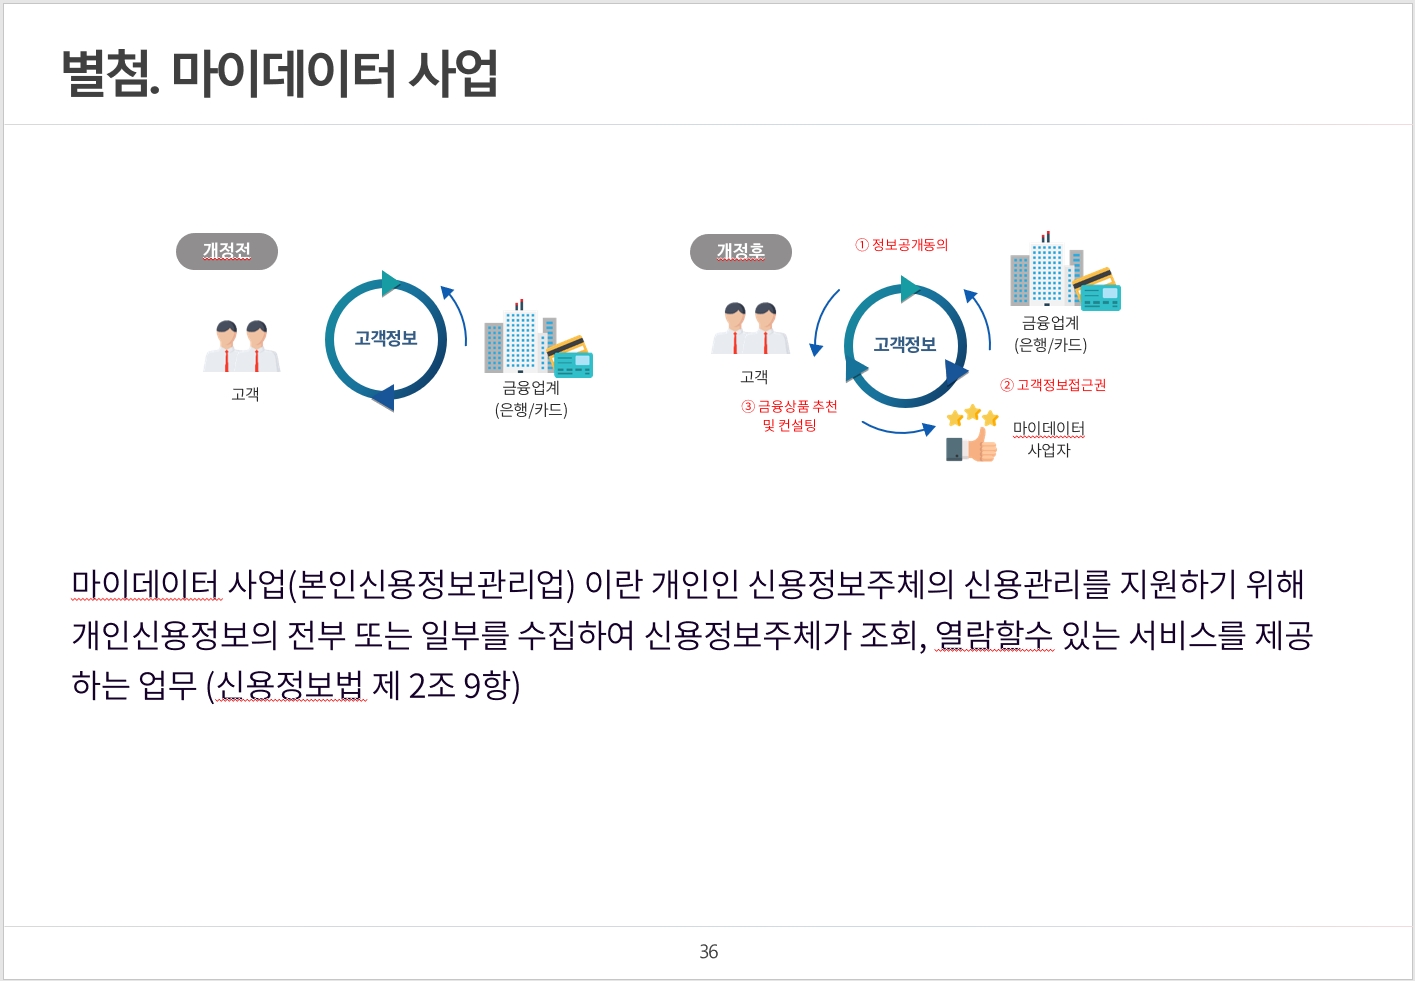 별첨. 마이데이터 사업
개정전
고객정보
고객
금융업계
(은행/카드)
개정후
① 정보공개동의
고객정보
고객
금융업계
(은행/카드)
② 고객정보접근권
③ 금융상품 추천
및 컨설팅
마이데이터
사업자
마이데이터 사업(본인신용정보관리업) 이란 개인인 신용정보주체의 신용관리를 지원하기 위해
개인신용정보의 전부 또는 일부를 수집하여 신용정보주체가 조회, 열람할수 있는 서비스를 제공
하는 업무 (신용정보법 제 2조 9항)
36